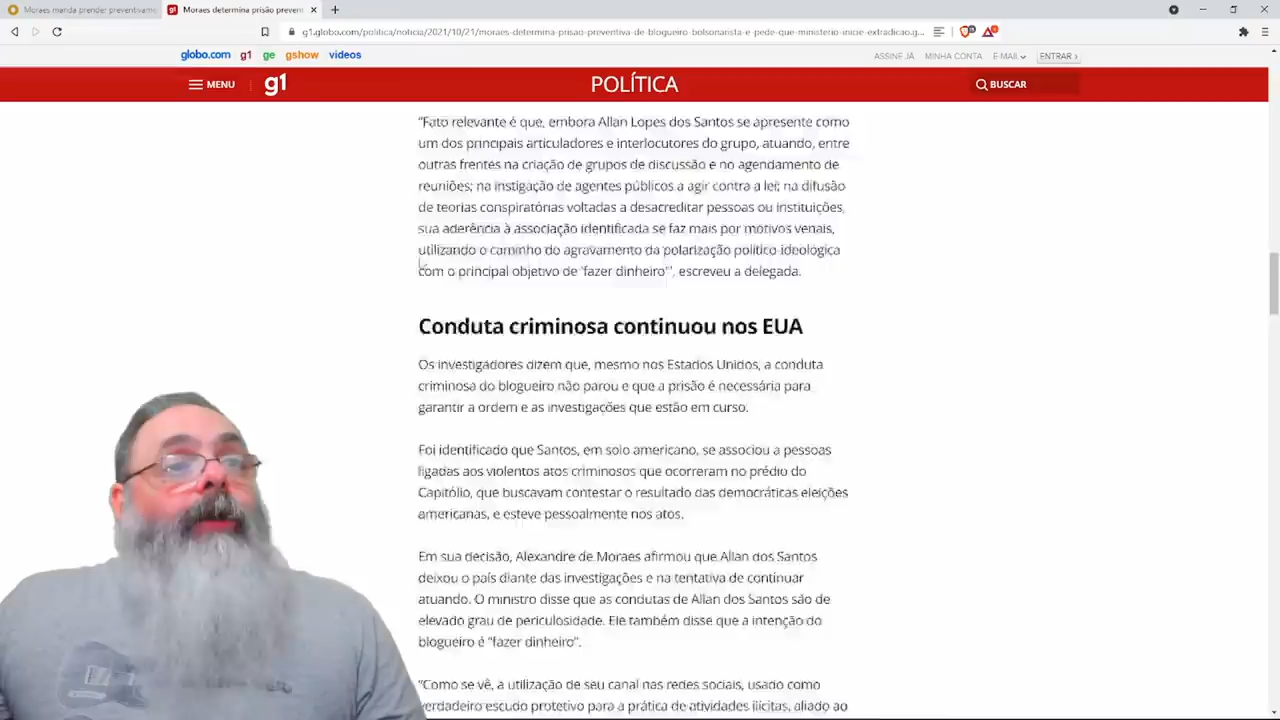 Moraes manda prender preventivame
g1 Moraes determina prisão preven
g1.globo.com/politica/noticia/2021/10/21/moraes-determina-prisao-preventiva-de-blogueiro-bolsonarista-e-pede-que-ministerio-inicie-extradicao.g...
globo.com g1 ge gshow videos
ASSINE JÁ MINHA CONTA E-MAIL ENTRAR ›
MENU g1 POLÍTICA BUSCAR
"Fato relevante é que, embora Allan Lopes dos Santos se apresente como
um dos principais articuladores e interlocutores do grupo, atuando, entre
outras frentes na criação de grupos de discussão e no agendamento de
reuniões; na instigação de agentes públicos a agir contra a lei; na difusão
de teorias conspiratórias voltadas a desacreditar pessoas ou instituições,
sua aderência à associação identificada se faz mais por motivos venais,
utilizando o caminho do agravamento da polarização político-ideológica
com o principal objetivo de 'fazer dinheiro'", escreveu a delegada.
Conduta criminosa continuou nos EUA
Os investigadores dizem que, mesmo nos Estados Unidos, a conduta
criminosa do blogueiro não parou e que a prisão é necessária para
garantir a ordem e as investigações que estão em curso.
Foi identificado que Santos, em solo americano, se associou a pessoas
ligadas aos violentos atos criminosos que ocorreram no prédio do
Capitólio, que buscavam contestar o resultado das democráticas eleições
americanas, e esteve pessoalmente nos atos.
Em sua decisão, Alexandre de Moraes afirmou que Allan dos Santos
deixou o país diante das investigações e na tentativa de continuar
atuando. O ministro disse que as condutas de Allan dos Santos são de
elevado grau de periculosidade. Ele também disse que a intenção do
blogueiro é "fazer dinheiro".
"Como se vê, a utilização de seu canal nas redes sociais, usado como
verdadeiro escudo protetivo para a prática de atividades ilícitas, aliado ao